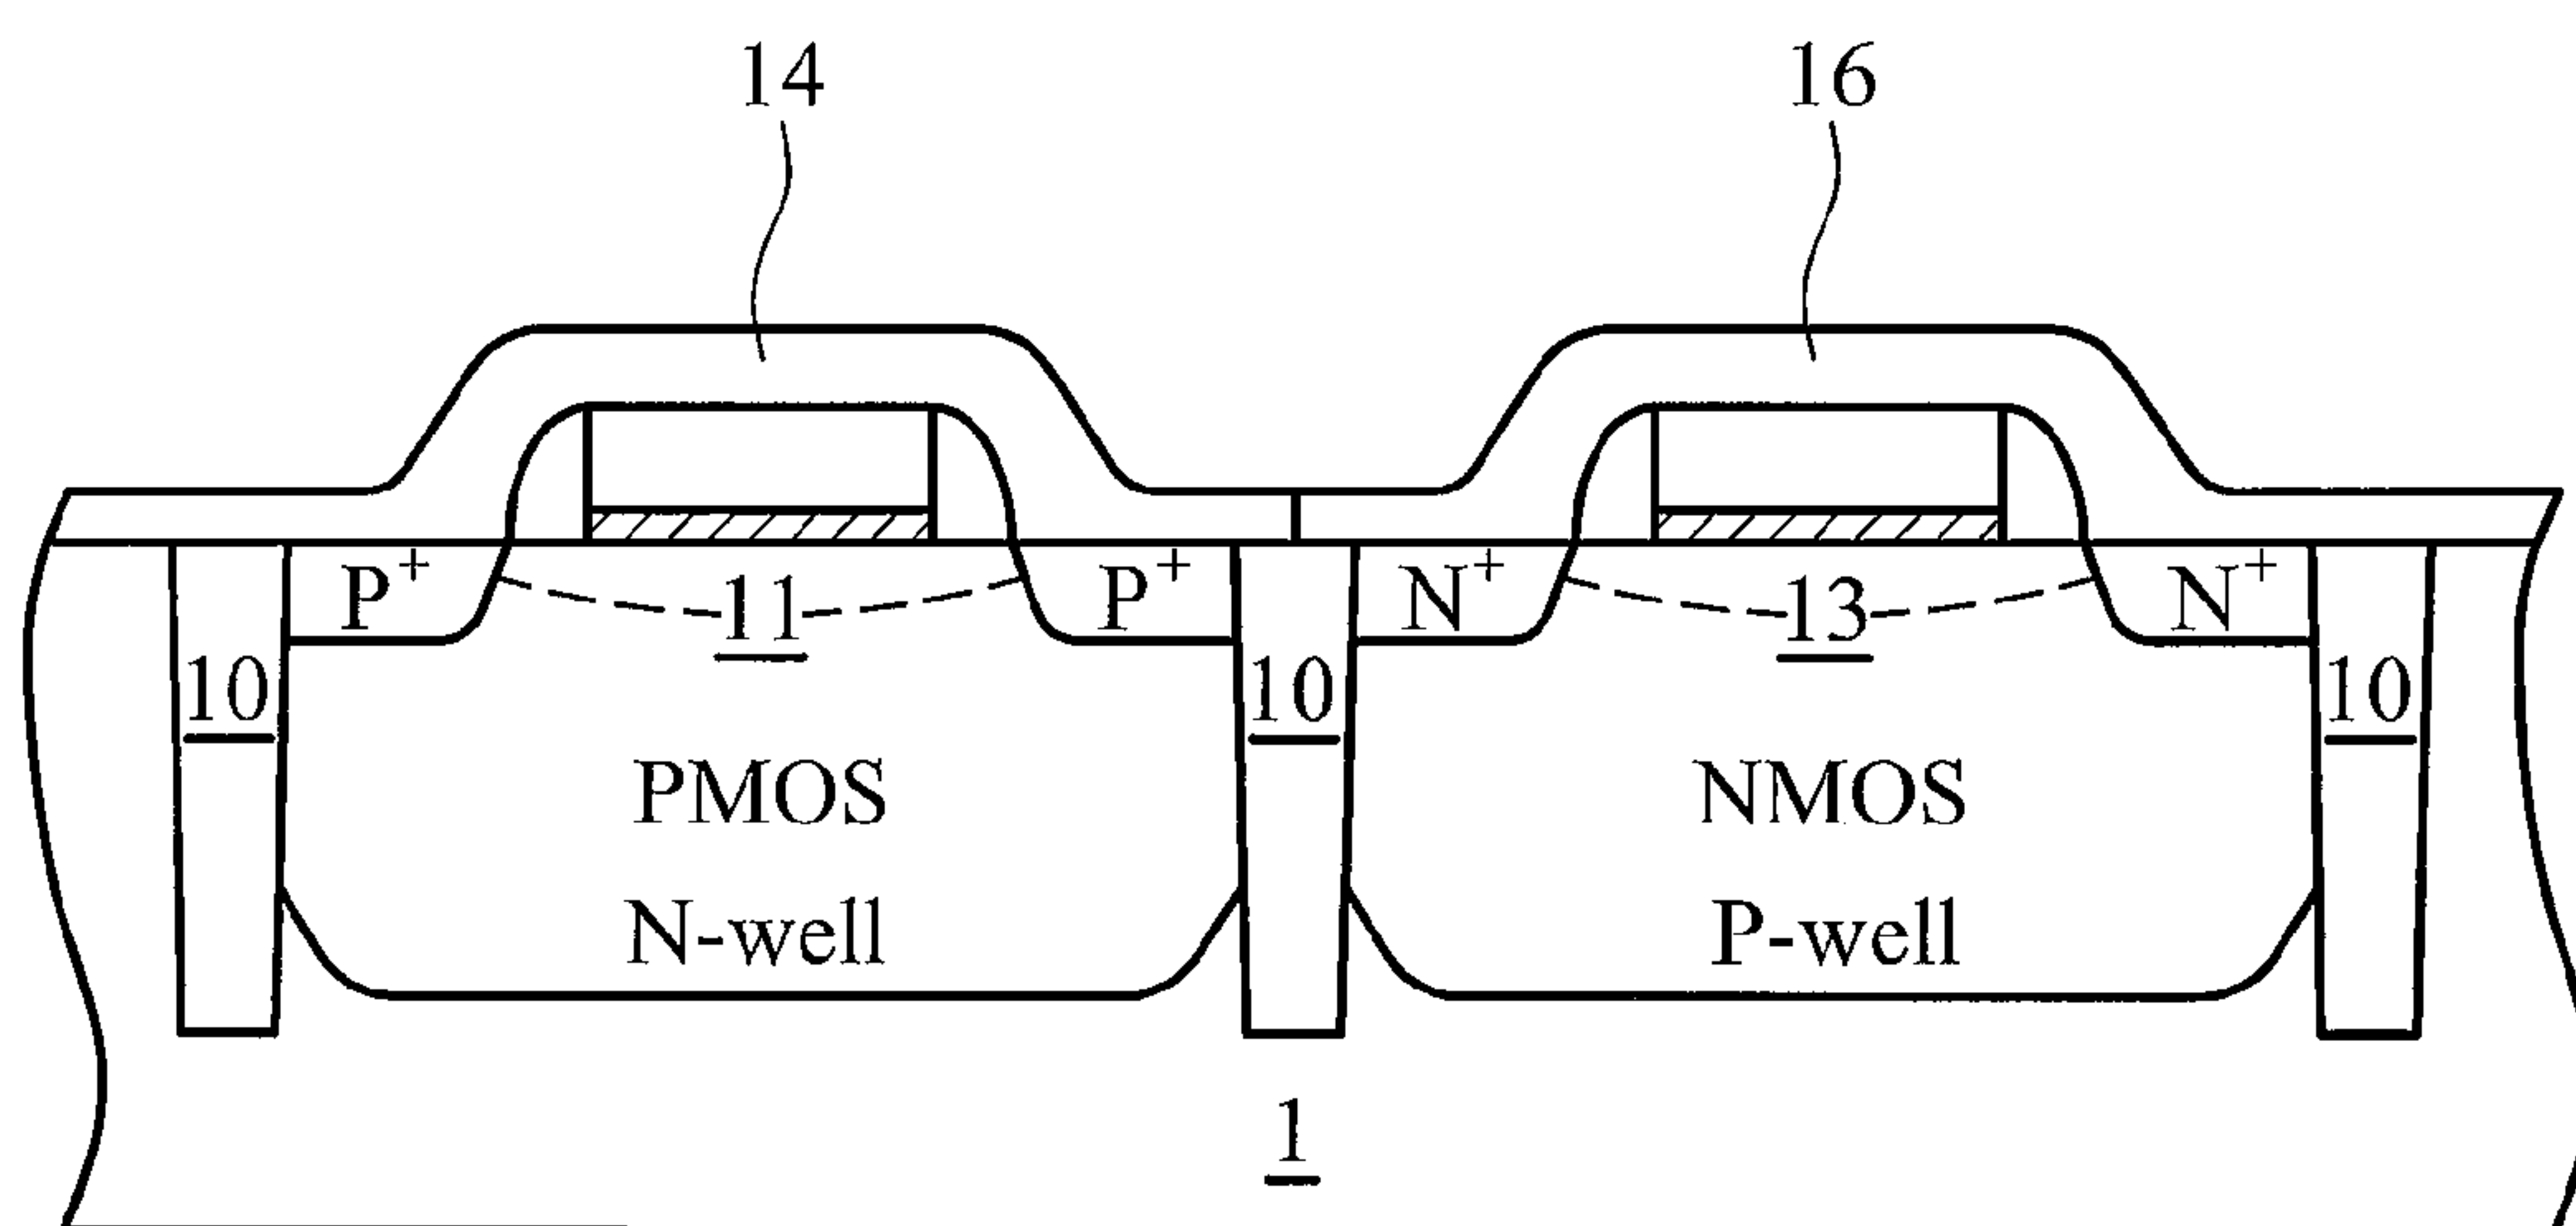 14 16
P+ 11 P+ N+ 13 N+
10 10 10
PMOS NMOS
N-well P-well
1